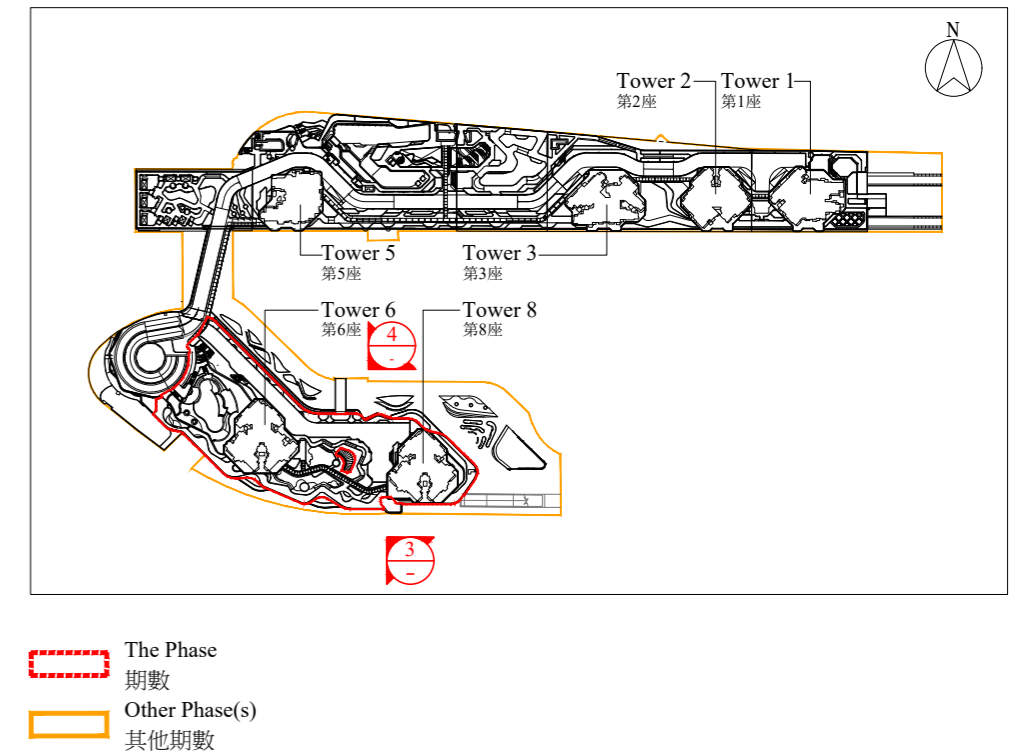 N
Tower 2
第2座
Tower 1
第1座
Tower 5
第5座
Tower 3
第3座
Tower 6
第6座
Tower 8
第8座
4
-
3
-
The Phase
期數
Other Phase(s)
其他期數